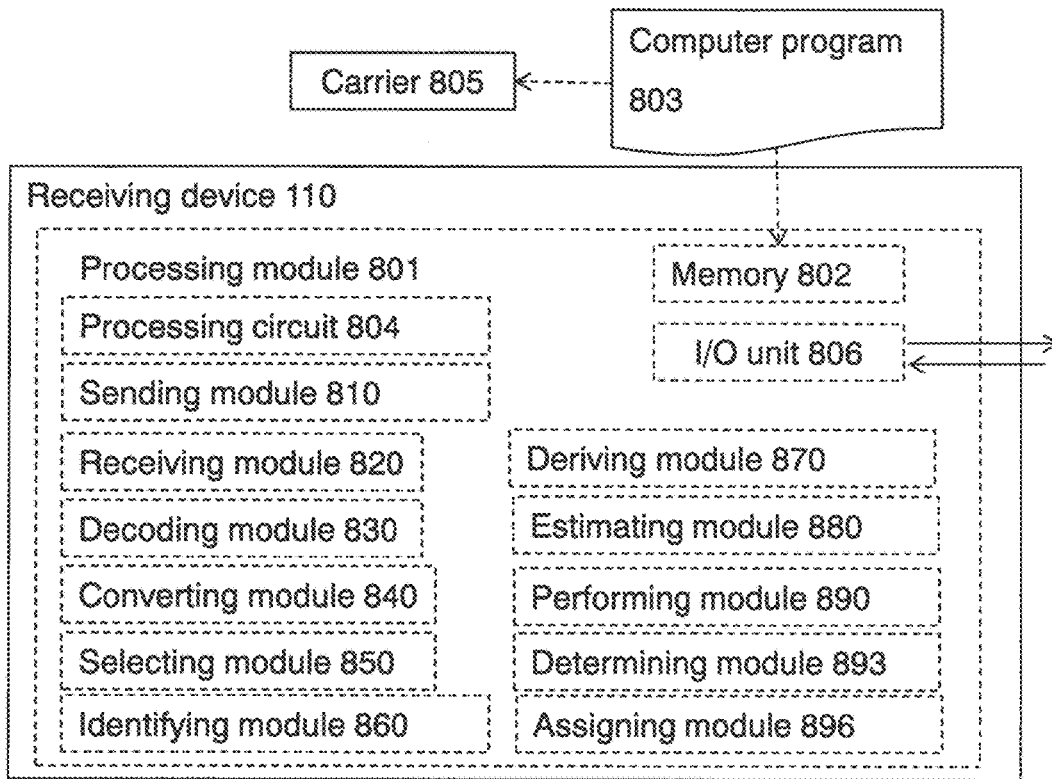 Computer program
803
Carrier 805
Receiving device 110
Processing module 801
Memory 802
Processing circuit 804
I/O unit 806
Sending module 810
Receiving module 820
Deriving module 870
Decoding module 830
Estimating module 880
Converting module 840
Performing module 890
Selecting module 850
Determining module 893
Identifying module 860
Assigning module 896